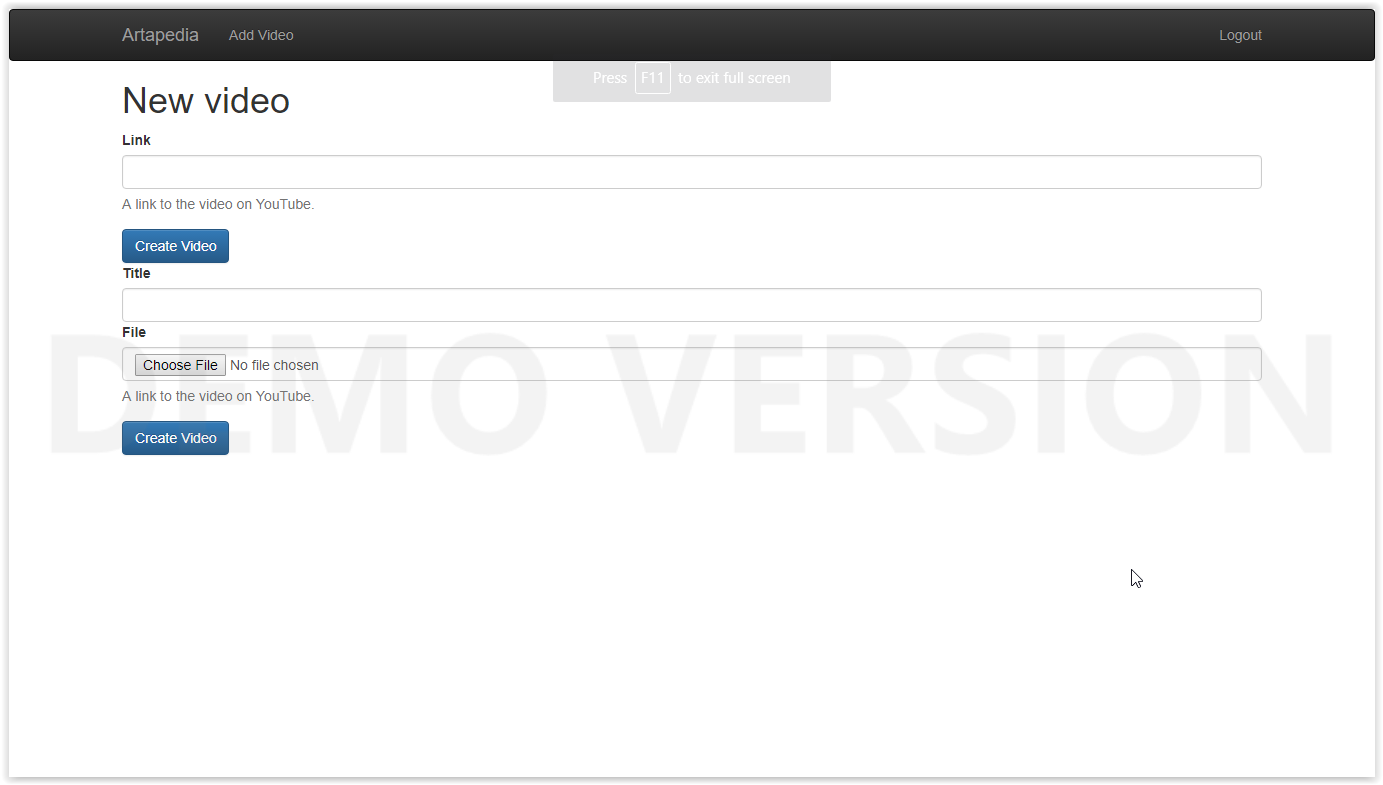 Artapedia Add Video Logout
Press F11 to exit full screen
New video
Link
A link to the video on YouTube.
Create Video
Title
File
Choose File No file chosen
DEMO VERSION
A link to the video on YouTube.
Create Video